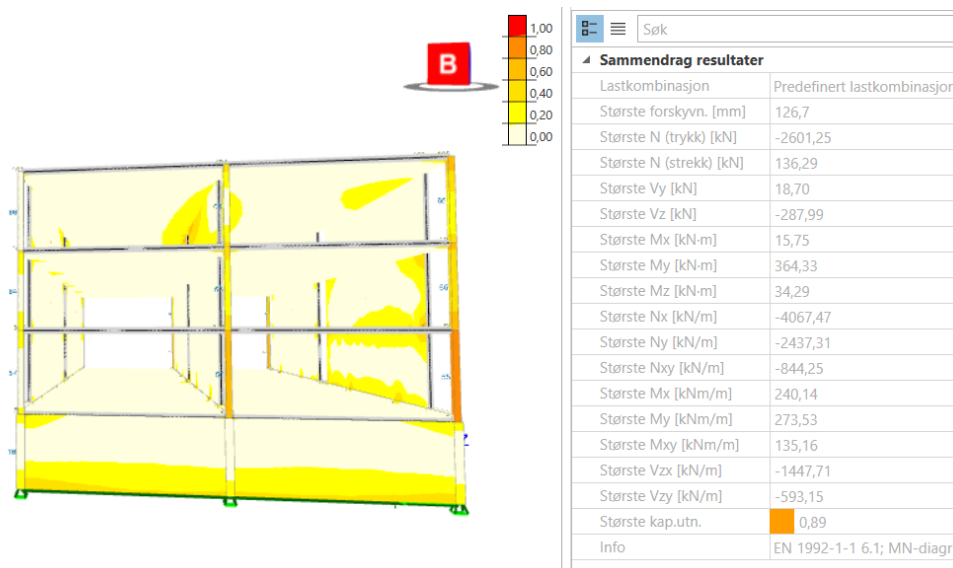 B
1,00
0,80
0,60
0,40
0,20
0,00
Søk
Sammendrag resultater
Lastkombinasjon Predefinert lastkombinasjon
Største forskyvn. [mm] 126,7
Største N (trykk) [kN] -2601,25
Største N (strekk) [kN] 136,29
Største Vy [kN] 18,70
Største Vz [kN] -287,99
Største Mx [kN·m] 15,75
Største My [kN·m] 364,33
Største Mz [kN·m] 34,29
Største Nx [kN/m] -4067,47
Største Ny [kN/m] -2437,31
Største Nxy [kN/m] -844,25
Største Mx [kNm/m] 240,14
Største My [kNm/m] 273,53
Største Mxy [kNm/m] 135,16
Største Vzx [kN/m] -1447,71
Største Vzy [kN/m] -593,15
Største kap.utn. 0,89
Info EN 1992-1-1 6.1; MN-diagr